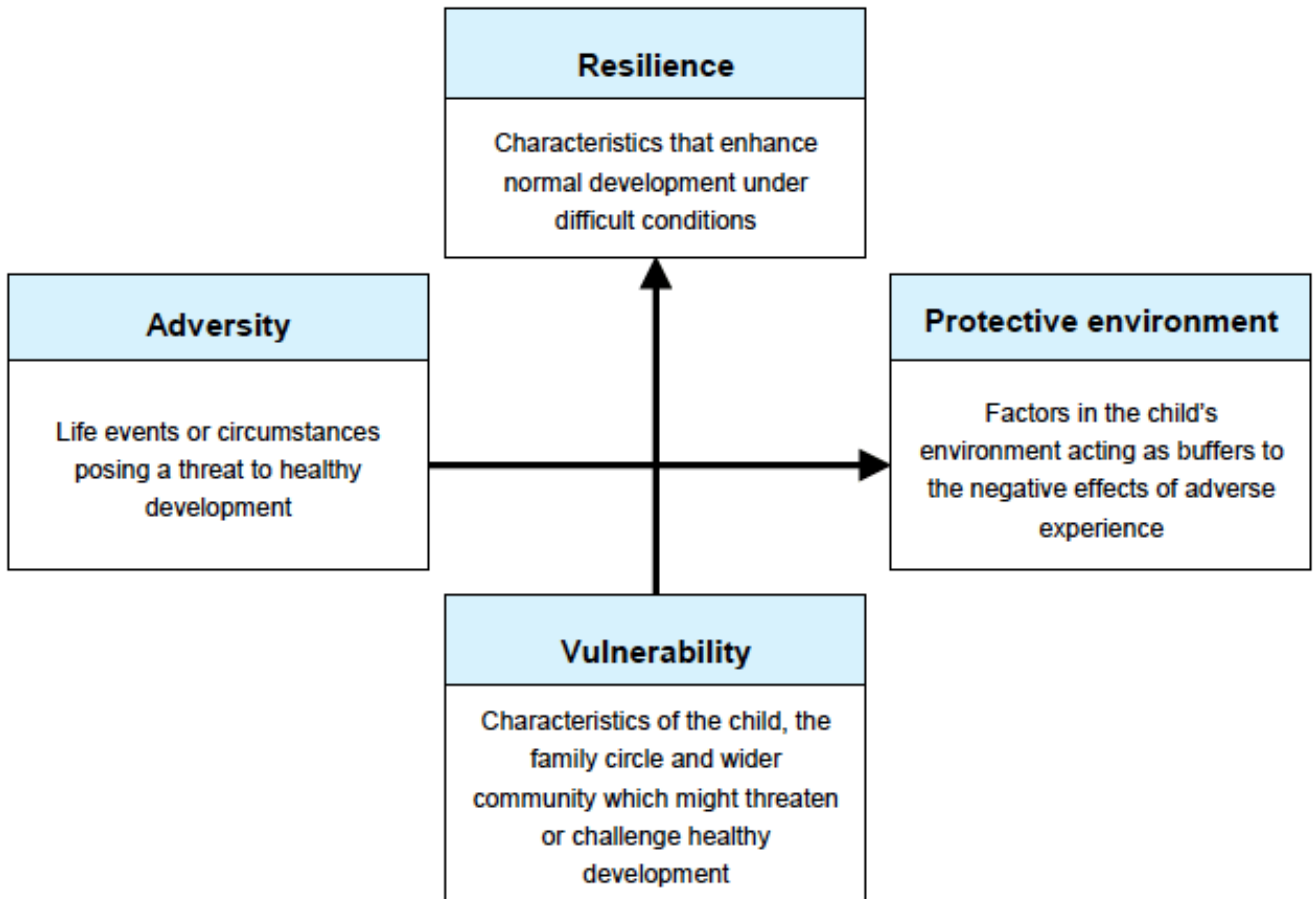 Resilience
Characteristics that enhance
normal development under
difficult conditions
Adversity
Life events or circumstances
posing a threat to healthy
development
Protective environment
Factors in the child's
environment acting as buffers to
the negative effects of adverse
experience
Vulnerability
Characteristics of the child, the
family circle and wider
community which might threaten
or challenge healthy
development